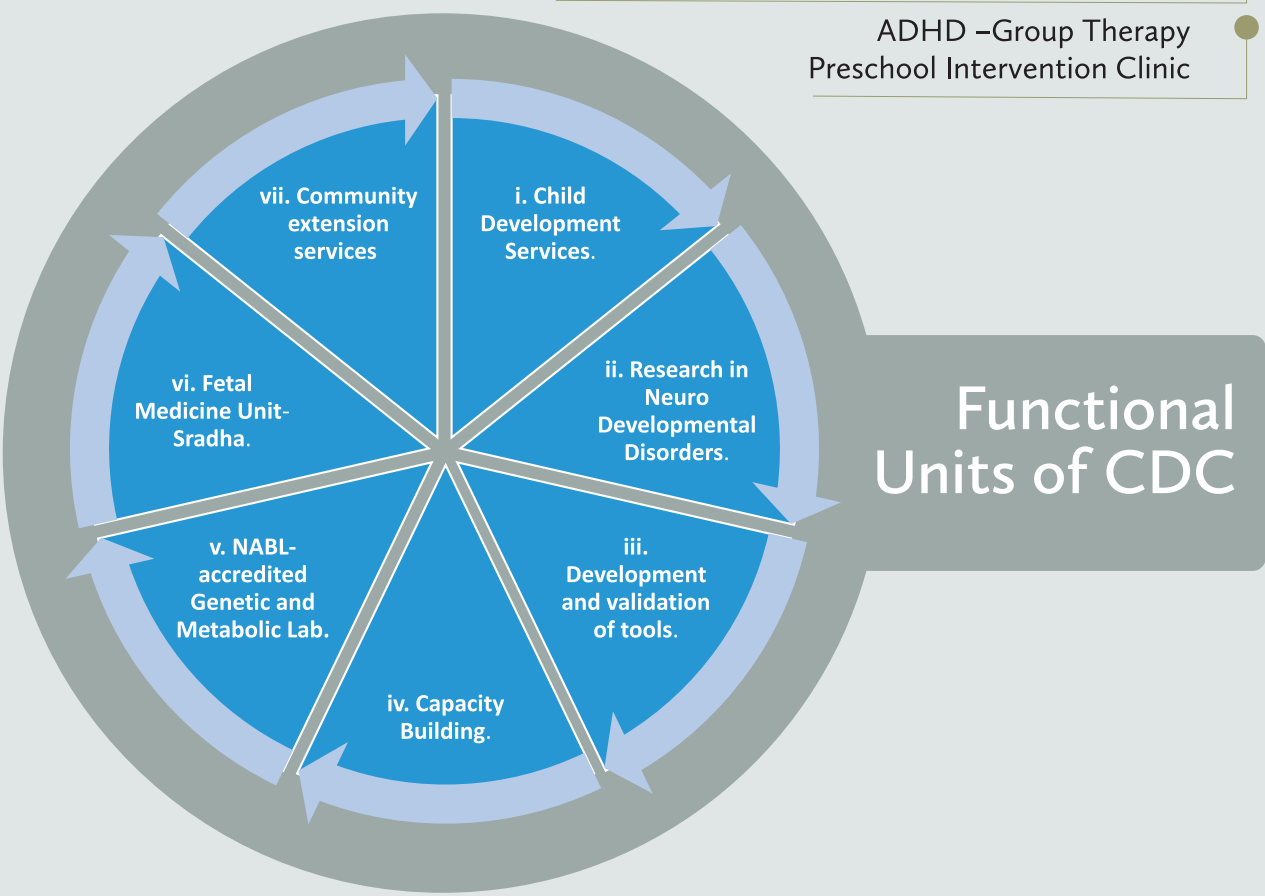 ADHD –Group Therapy
Preschool Intervention Clinic
i. Child
Development
Services.
ii. Research in
Neuro
Developmental
Disorders.
iii.
Development
and validation
of tools.
iv. Capacity
Building.
v. NABL-
accredited
Genetic and
Metabolic Lab.
vi. Fetal
Medicine Unit-
Sradha.
vii. Community
extension
services
Functional
Units of CDC